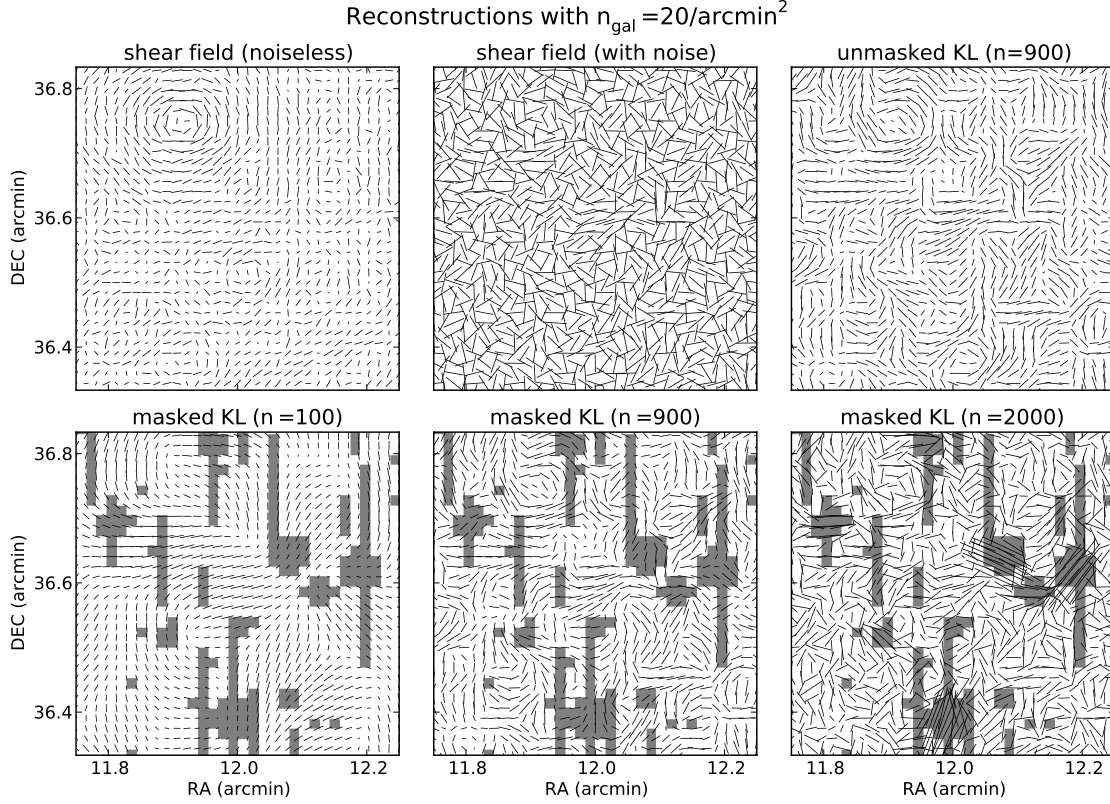 Reconstructions with n_gal =20/arcmin²
shear field (noiseless)
shear field (with noise)
unmasked KL (n=900)
36.8
36.6
36.4
DEC (arcmin)
masked KL (n =100)
masked KL (n =900)
masked KL (n =2000)
36.8
36.6
36.4
DEC (arcmin)
11.8 12.0 12.2
11.8 12.0 12.2
11.8 12.0 12.2
RA (arcmin)
RA (arcmin)
RA (arcmin)